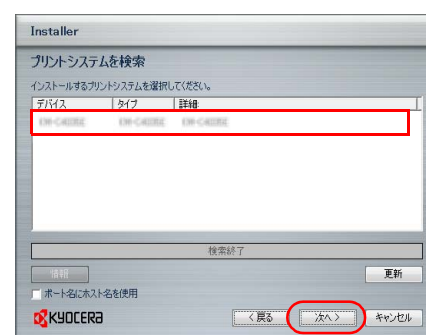 Installer
プリントシステムを検索
インストールするプリントシステムを選択してください。
デバイス タイプ 詳細
検索終了
情報 更新
ポート名にホスト名を使用
KYOCERA <戻る 次へ> キャンセル